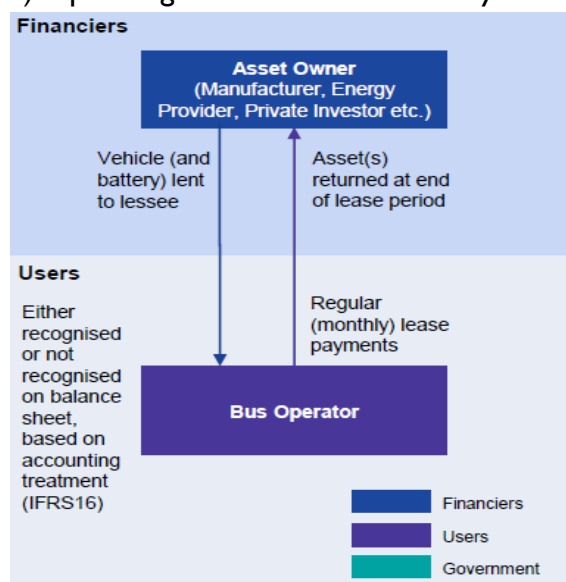 Financiers
Asset Owner
(Manufacturer, Energy
Provider, Private Investor etc.)
Vehicle (and
battery) lent
to lessee
Asset(s)
returned at end
of lease period
Users
Either
recognised
or not
recognised
on balance
sheet,
based on
accounting
treatment
(IFRS16)
Regular
(monthly) lease
payments
Bus Operator
Financiers
Users
Government